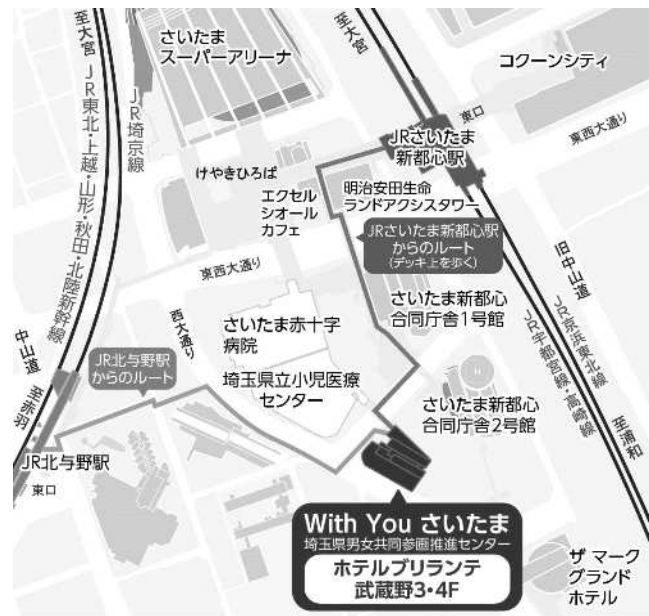 至大宮
JR東北・上越・山形・秋田・北陸新幹線
JR埼京線
さいたま
スーパーアリーナ
至大宮
コクーンシティ
東口
JRさいたま
新都心駅
東西大通り
けやきひろば
エクセル
シオール
カフェ
明治安田生命
ランドアクシスタワー
JRさいたま新都心駅
からのルート
(デッキ上を歩く)
東西大通り
西大通り
さいたま赤十字
病院
さいたま新都心
合同庁舎1号館
旧中山道
JR京浜東北線
JR宇都宮線・高崎線
至浦和
中山道
至赤羽
JR北与野駅
からのルート
埼玉県立小児医療
センター
さいたま新都心
合同庁舎2号館
JR北与野駅
東口
With You さいたま
埼玉県男女共同参画推進センター
ホテルブリランテ
武蔵野3・4F
ザ マーク
グランド
ホテル